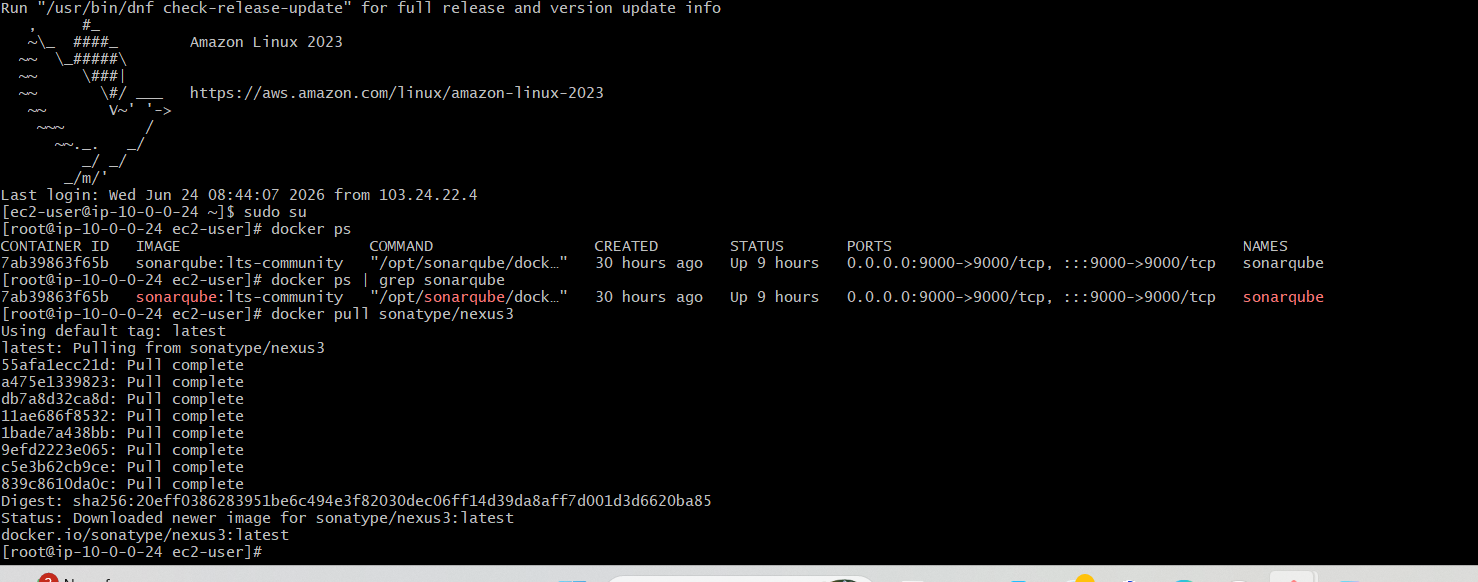 Run "/usr/bin/dnf check-release-update" for full release and version update info
   ,     #_
   ~\_  ####_        Amazon Linux 2023
  ~~  \_#####\
  ~~     \###|
  ~~       \#/ ___   https://aws.amazon.com/linux/amazon-linux-2023
   ~~       V~' '->
    ~~~         /
      ~~._.   _/
         _/ _/
       _/m/'
Last login: Wed Jun 24 08:44:07 2026 from 103.24.22.4
[ec2-user@ip-10-0-0-24 ~]$ sudo su
[root@ip-10-0-0-24 ec2-user]# docker ps
CONTAINER ID   IMAGE                     COMMAND                  CREATED        STATUS       PORTS                                       NAMES
7ab39863f65b   sonarqube:lts-community   "/opt/sonarqube/dock…"   30 hours ago   Up 9 hours   0.0.0.0:9000->9000/tcp, :::9000->9000/tcp   sonarqube
[root@ip-10-0-0-24 ec2-user]# docker ps | grep sonarqube
7ab39863f65b   sonarqube:lts-community   "/opt/sonarqube/dock…"   30 hours ago   Up 9 hours   0.0.0.0:9000->9000/tcp, :::9000->9000/tcp   sonarqube
[root@ip-10-0-0-24 ec2-user]# docker pull sonatype/nexus3
Using default tag: latest
latest: Pulling from sonatype/nexus3
55afa1ecc21d: Pull complete
a475e1339823: Pull complete
db7a8d32ca8d: Pull complete
11ae686f8532: Pull complete
1bade7a438bb: Pull complete
9efd2223e065: Pull complete
c5e3b62cb9ce: Pull complete
839c8610da0c: Pull complete
Digest: sha256:20eff0386283951be6c494e3f82030dec06ff14d39da8aff7d001d3d6620ba85
Status: Downloaded newer image for sonatype/nexus3:latest
docker.io/sonatype/nexus3:latest
[root@ip-10-0-0-24 ec2-user]#